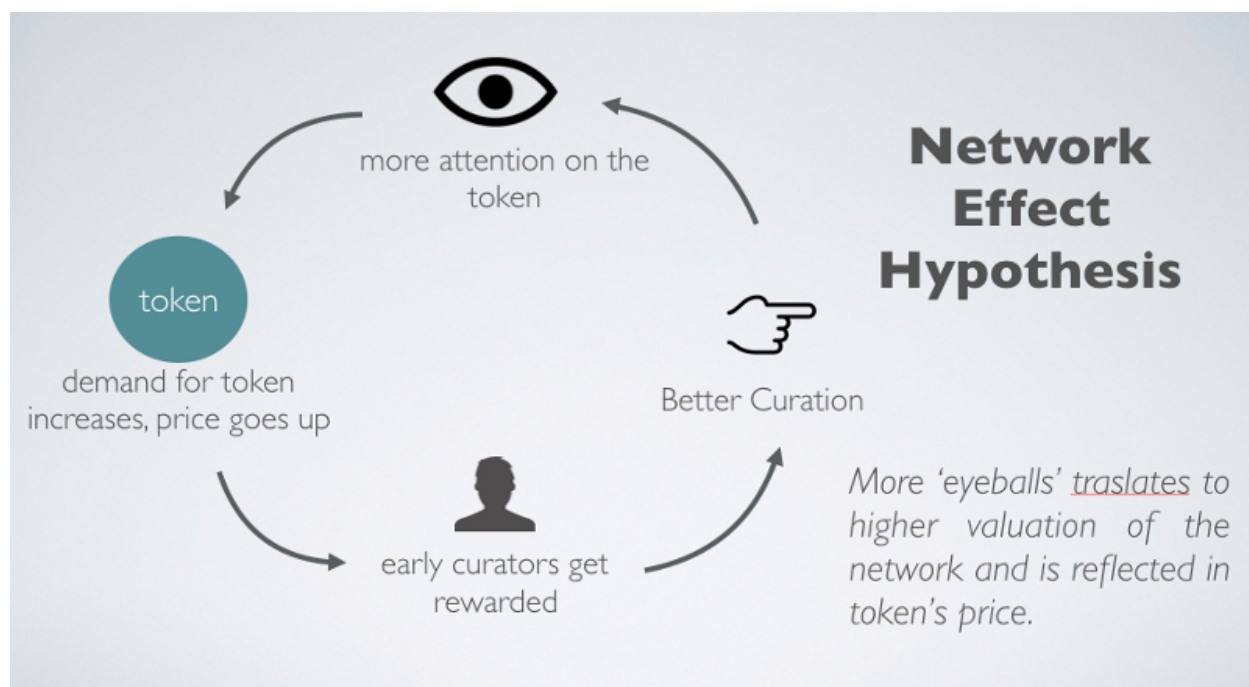 more attention on the
token
Network
Effect
Hypothesis
token
demand for token
increases, price goes up
Better Curation
early curators get
rewarded
More ‘eyeballs’ traslates to
higher valuation of the
network and is reflected in
token’s price.